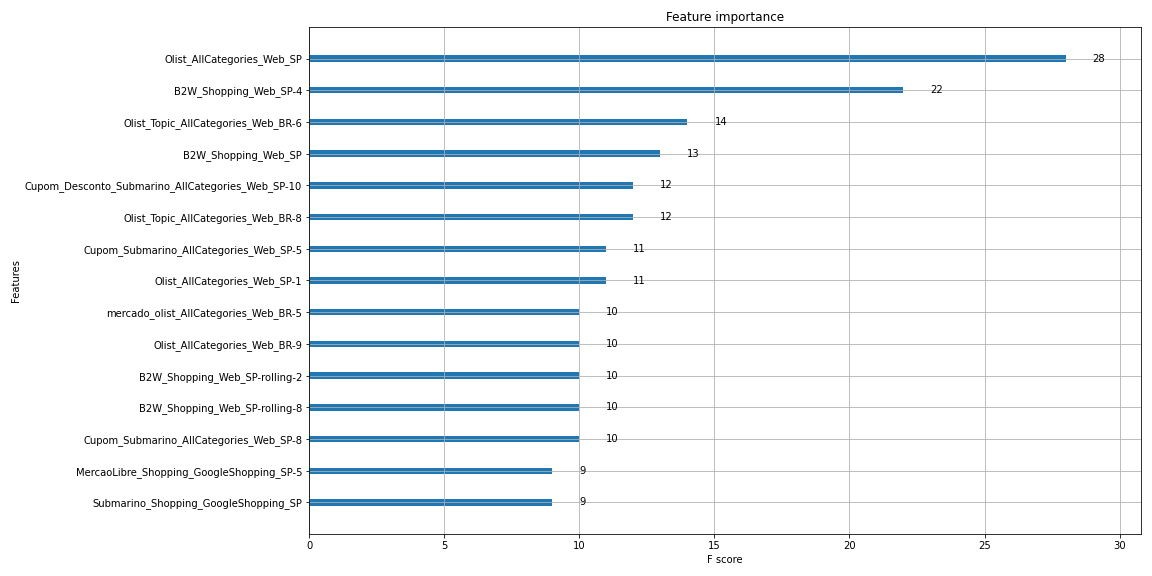 Feature importance
Olist_AllCategories_Web_SP 28
B2W_Shopping_Web_SP-4 22
Olist_Topic_AllCategories_Web_BR-6 14
B2W_Shopping_Web_SP 13
Cupom_Desconto_Submarino_AllCategories_Web_SP-10 12
Olist_Topic_AllCategories_Web_BR-8 12
Cupom_Submarino_AllCategories_Web_SP-5 11
Olist_AllCategories_Web_SP-1 11
mercado_olist_AllCategories_Web_BR-5 10
Olist_AllCategories_Web_BR-9 10
B2W_Shopping_Web_SP-rolling-2 10
B2W_Shopping_Web_SP-rolling-8 10
Cupom_Submarino_AllCategories_Web_SP-8 10
MercaoLibre_Shopping_GoogleShopping_SP-5 9
Submarino_Shopping_GoogleShopping_SP 9
Features
0 5 10 15 20 25 30
F score